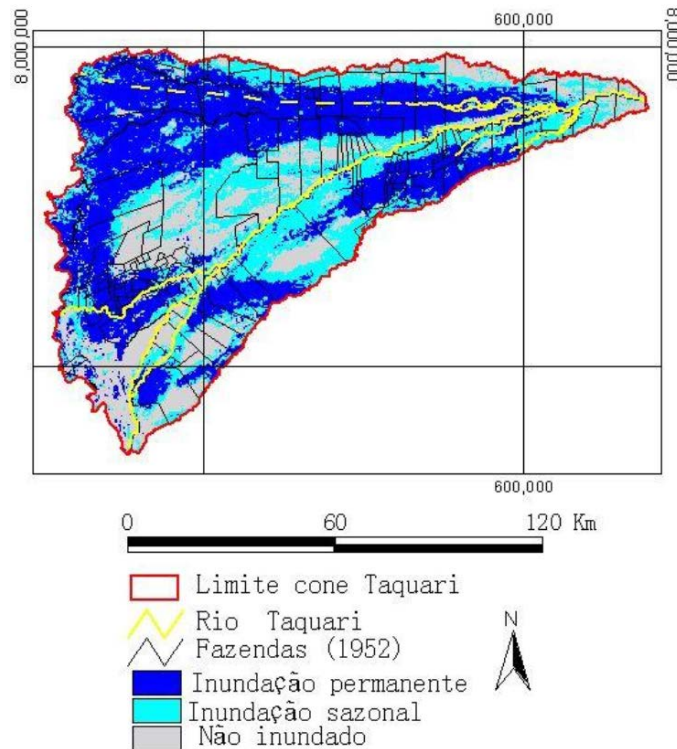 600,000
8,000,000
8,000,000
600,000
0 60 120 Km
Limite cone Taquari
Rio Taquari
Fazendas (1952)
Inundação permanente
Inundação sazonal
Não inundado
N